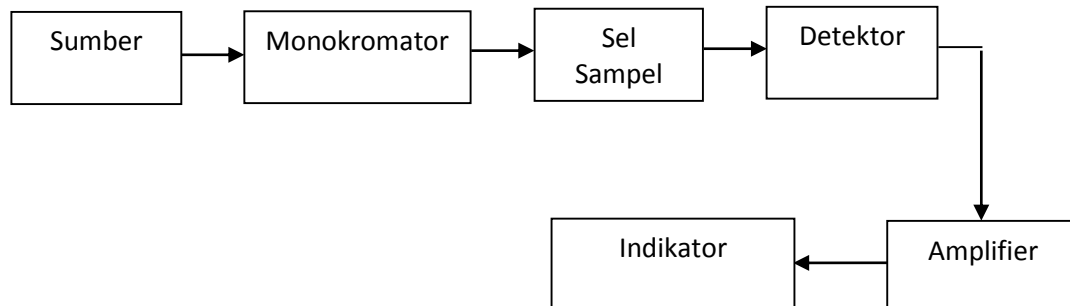 Sumber
Monokromator
Sel
Sampel
Detektor
Amplifier
Indikator